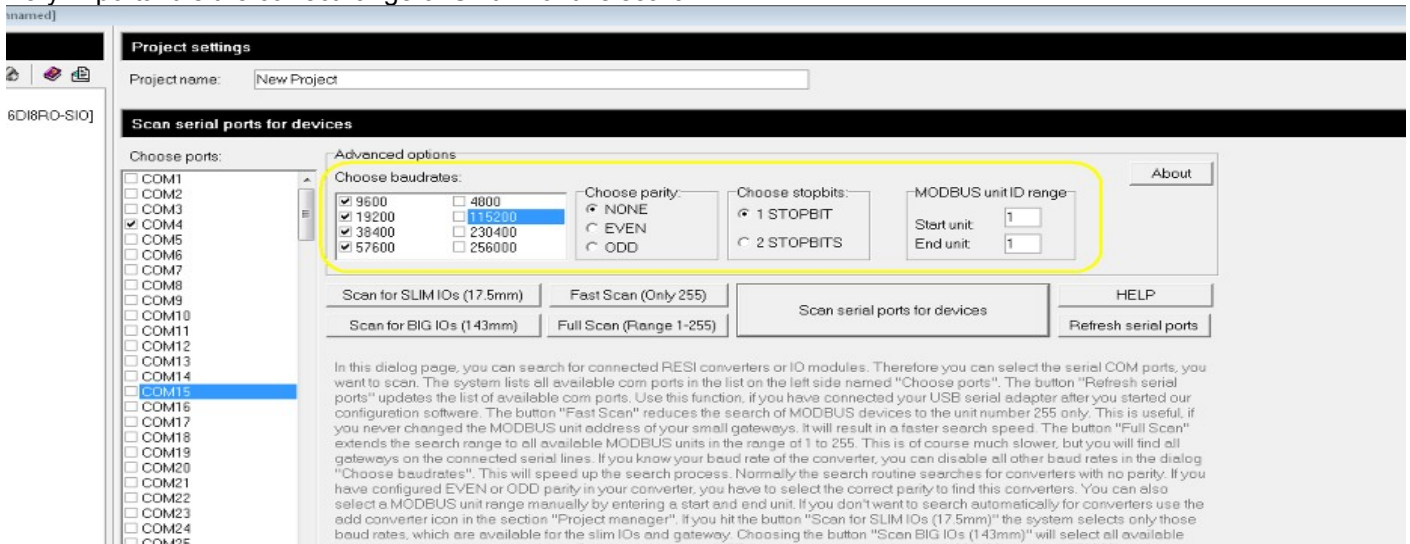 nnamed]
Project settings
Project name: New Project
6DI8RO-SIO]
Scan serial ports for devices
Choose ports:
COM1
COM2
COM3
COM4
COM5
COM6
COM7
COM8
COM9
COM10
COM11
COM12
COM13
COM14
COM15
COM16
COM17
COM18
COM19
COM20
COM21
COM22
COM23
COM24
COM25
Advanced options
About
Choose baudrates:
9600 4800
19200 115200
38400 230400
57600 256000
Choose parity:
NONE
EVEN
ODD
Choose stopbits:
1 STOPBIT
2 STOPBITS
MODBUS unit ID range
Start unit: 1
End unit: 1
Scan for SLIM IOs (17.5mm) Fast Scan (Only 255) Scan serial ports for devices HELP
Scan for BIG IOs (143mm) Full Scan (Range 1-255) Refresh serial ports
In this dialog page, you can search for connected RESI converters or IO modules. Therefore you can select the serial COM ports, you
want to scan. The system lists all available com ports in the list on the left side named "Choose ports". The button "Refresh serial
ports" updates the list of available com ports. Use this function, if you have connected your USB serial adapter after you started our
configuration software. The button "Fast Scan" reduces the search of MODBUS devices to the unit number 255 only. This is useful, if
you never changed the MODBUS unit address of your small gateways. It will result in a faster search speed. The button "Full Scan"
extends the search range to all available MODBUS units in the range of 1 to 255. This is of course much slower, but you will find all
gateways on the connected serial lines. If you know your baud rate of the converter, you can disable all other baud rates in the dialog
"Choose baudrates". This will speed up the search process. Normally the search routine searches for converters with no parity. If you
have configured EVEN or ODD parity in your converter, you have to select the correct parity to find this converters. You can also
select a MODBUS unit range manually by entering a start and end unit. If you don't want to search automatically for converters use the
add converter icon in the section "Project manager". If you hit the button "Scan for SLIM IOs (17.5mm)" the system selects only those
baud rates, which are available for the slim IOs and gateway. Choosing the button "Scan BIG IOs (143mm)" will select all available